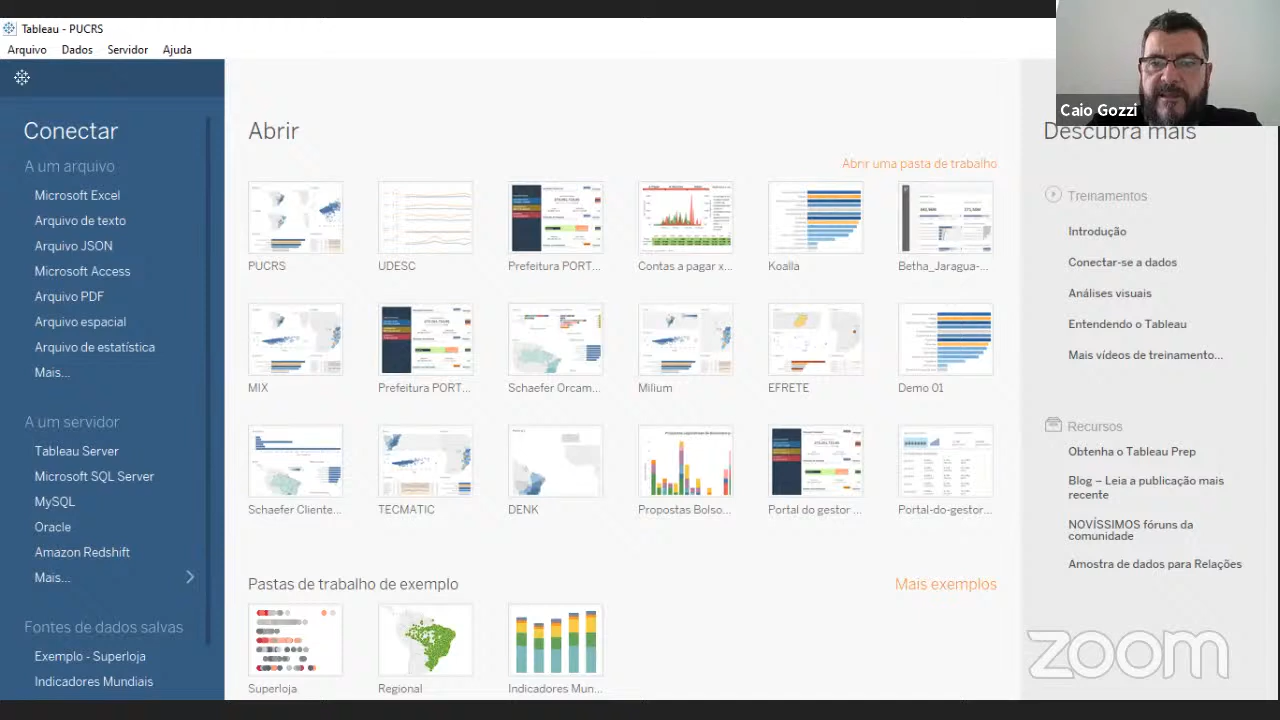 Tableau - PUCRS
Arquivo Dados Servidor Ajuda
Caio Gozzi
Conectar
A um arquivo
Microsoft Excel
Arquivo de texto
Arquivo JSON
Microsoft Access
Arquivo PDF
Arquivo espacial
Arquivo de estatística
Mais...
A um servidor
Tableau Server
Microsoft SQL Server
MySQL
Oracle
Amazon Redshift
Mais...
Fontes de dados salvas
Exemplo - Superloja
Indicadores Mundiais
Abrir
Abrir uma pasta de trabalho
PUCRS UDESC Prefeitura PORT... Contas a pagar x... Koalla Betha_Jaragua-...
MIX Prefeitura PORT... Schaefer Orcam... Milium EFRETE Demo 01
Schaefer Cliente... TECMATIC DENK Propostas Bolso... Portal do gestor ... Portal-do-gestor...
Pastas de trabalho de exemplo
Mais exemplos
Superloja Regional Indicadores Mun...
Descubra mais
Treinamentos
Introdução
Conectar-se a dados
Análises visuais
Entendendo o Tableau
Mais vídeos de treinamento...
Recursos
Obtenha o Tableau Prep
Blog – Leia a publicação mais
recente
NOVÍSSIMOS fóruns da
comunidade
Amostra de dados para Relações
zoom